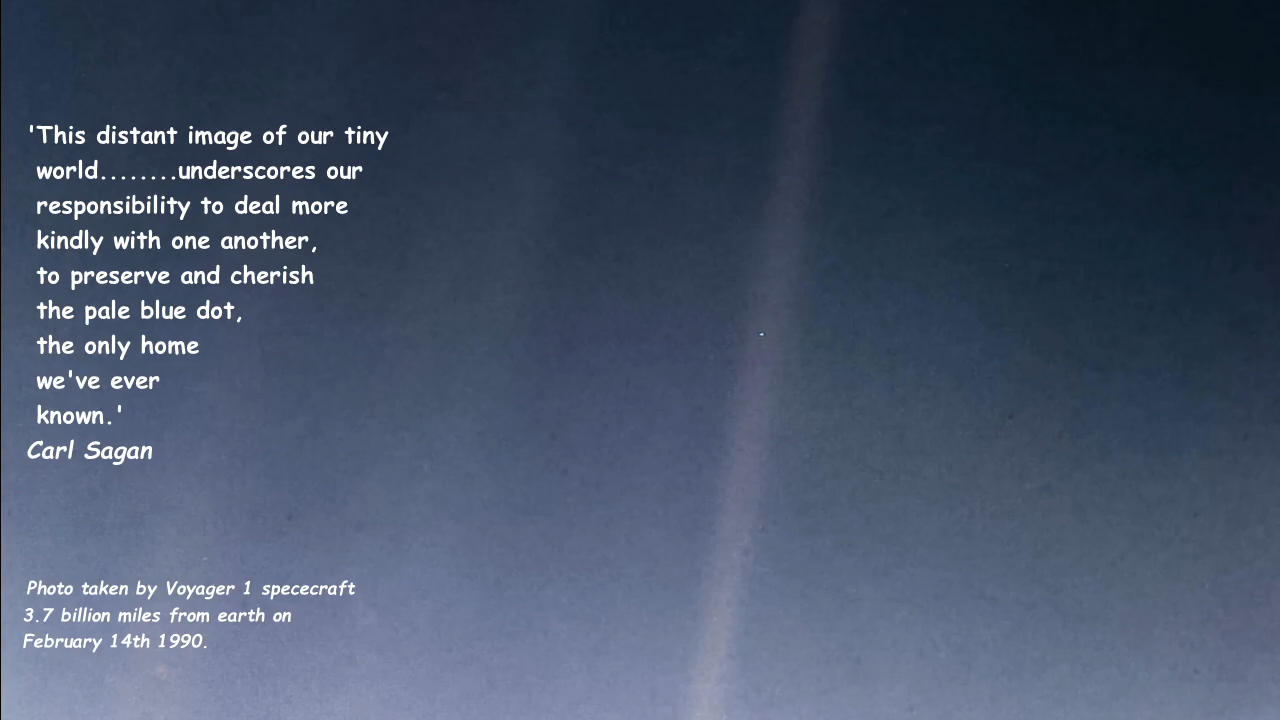 'This distant image of our tiny
world........underscores our
responsibility to deal more
kindly with one another,
to preserve and cherish
the pale blue dot,
the only home
we've ever
known.'
Carl Sagan
Photo taken by Voyager 1 spececraft
3.7 billion miles from earth on
February 14th 1990.